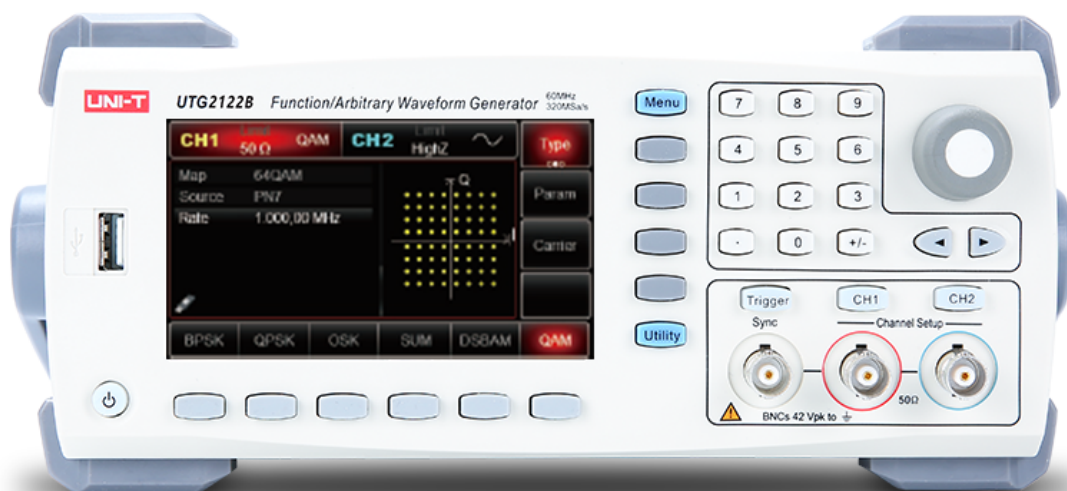 UNI-T
UTG2122B Function/Arbitrary Waveform Generator 60MHz 320MSa/s
CH1 50 Ω QAM CH2 Limit HighZ Type
Map 64QAM
Source PN7
Rate 1.000,00 MHz
Q
Param
Carrier
BPSK QPSK OSK SUM DSBAM QAM
Menu
Utility
7 8 9
4 5 6
1 2 3
. 0 +/-
Trigger CH1 CH2
Sync Channel Setup
50Ω
BNCs 42 Vpk to